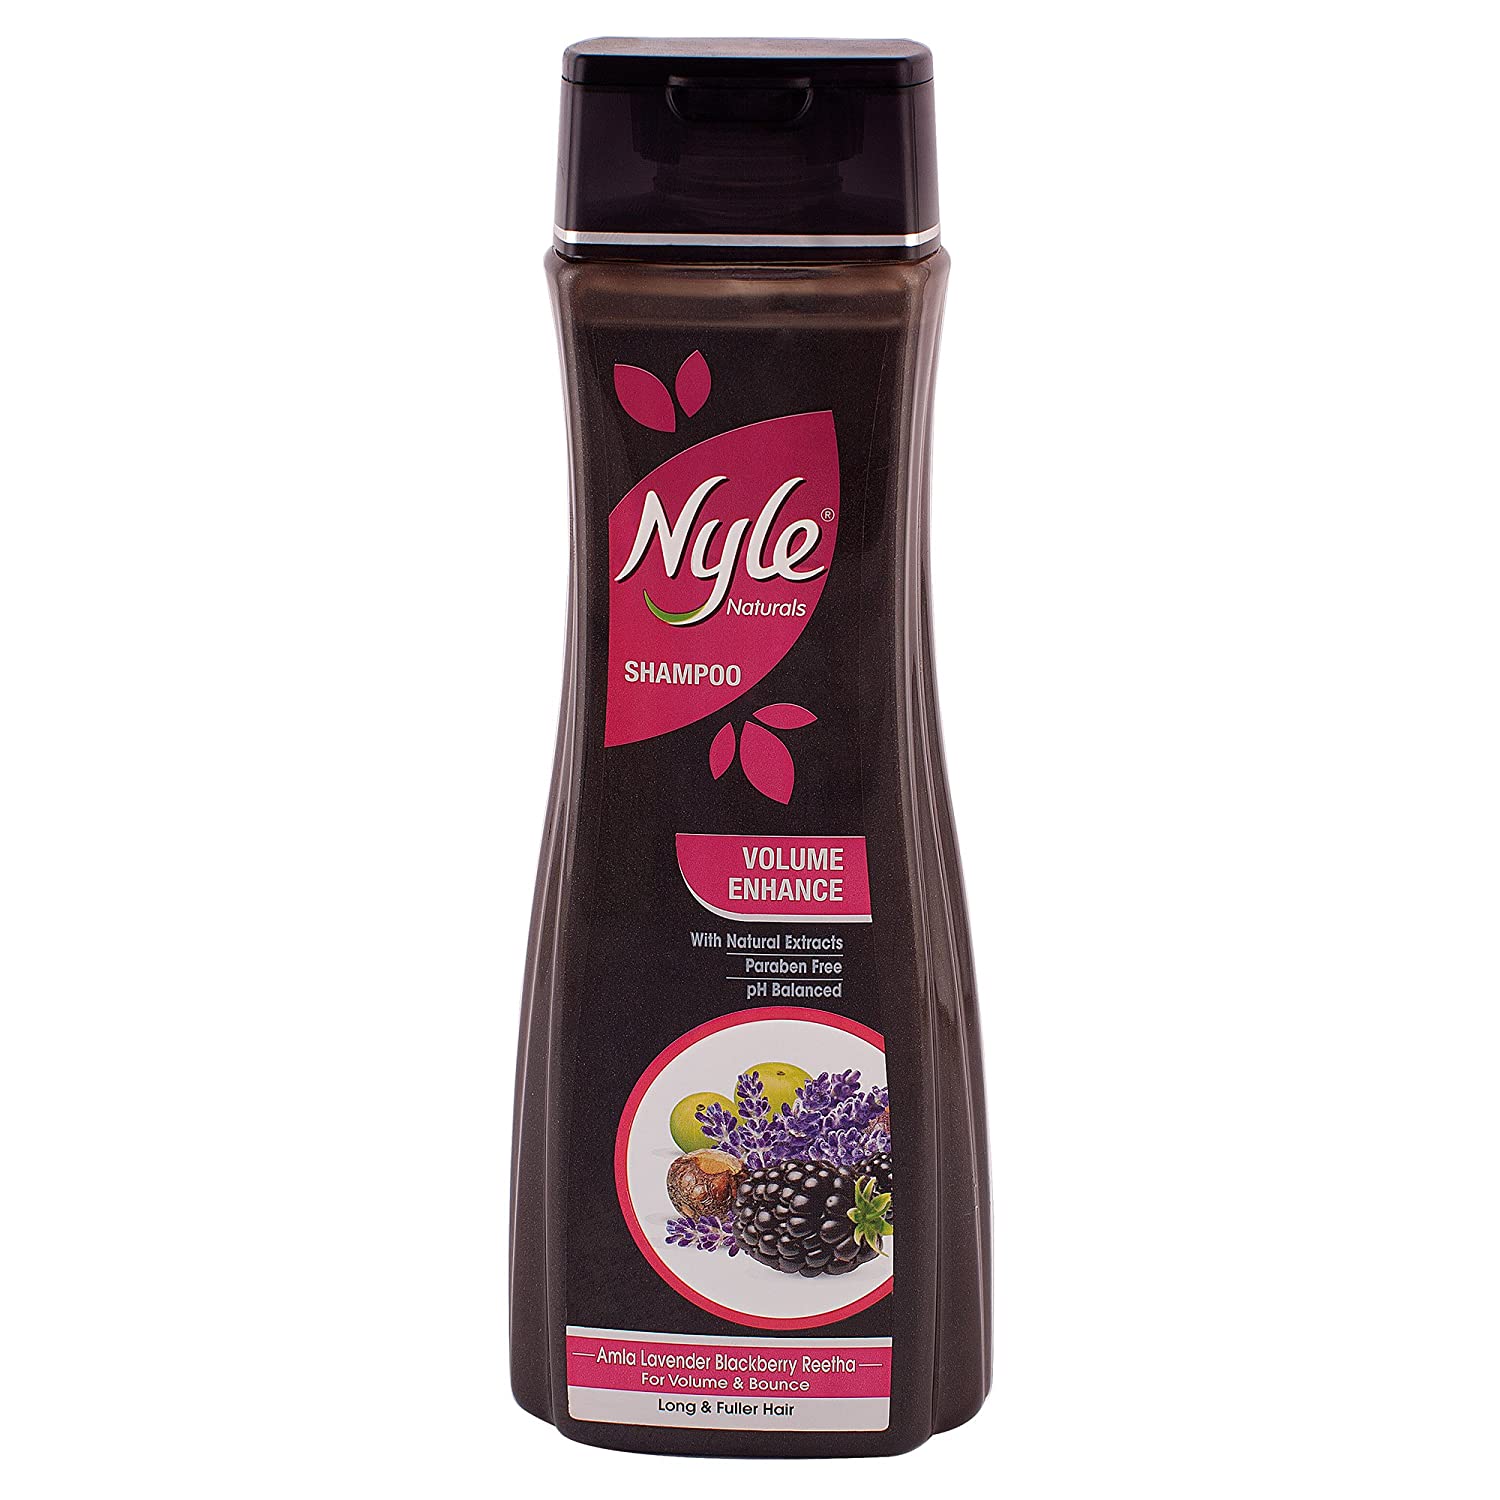 Nyle®
Naturals
SHAMPOO
VOLUME
ENHANCE
With Natural Extracts
Paraben Free
pH Balanced
Amla Lavender Blackberry Reetha
For Volume & Bounce
Long & Fuller Hair